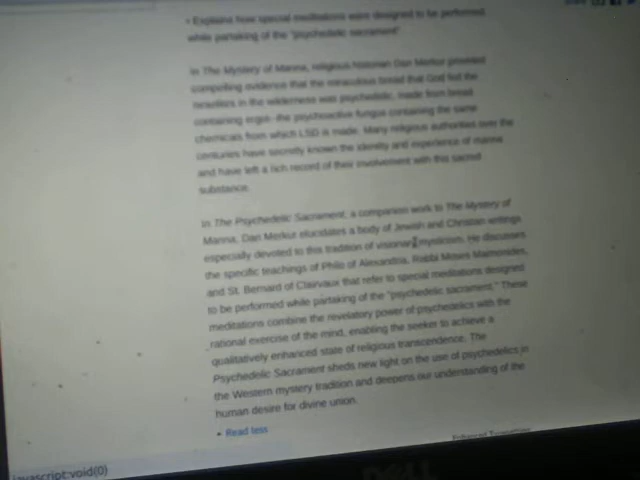 • Explains how special meditations were designed to be performed
while partaking of the "psychedelic sacrament"
In The Mystery of Manna, religious historian Dan Merkur provided
compelling evidence that the miraculous bread that God fed the
Israelites in the wilderness was psychedelic, made from bread
containing ergot--the psychoactive fungus containing the same
chemicals from which LSD is made. Many religious authorities over the
centuries have secretly known the identity and experience of manna
and have left a rich record of their involvement with this sacred
substance.
In The Psychedelic Sacrament, a companion work to The Mystery of
Manna, Dan Merkur elucidates a body of Jewish and Christian writings
especially devoted to this tradition of visionary mysticism. He discusses
the specific teachings of Philo of Alexandria, Rabbi Moses Maimonides,
and St. Bernard of Clairvaux that refer to special meditations designed
to be performed while partaking of the "psychedelic sacrament." These
meditations combine the revelatory power of psychedelics with the
rational exercise of the mind, enabling the seeker to achieve a
qualitatively enhanced state of religious transcendence. The
Psychedelic Sacrament sheds new light on the use of psychedelics in
the Western mystery tradition and deepens our understanding of the
human desire for divine union.
Read less
javascript:void(0)
DELL